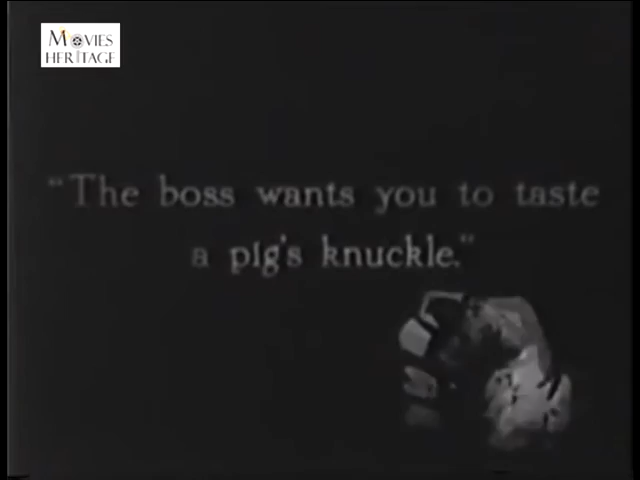 MOVIES
HERITAGE
"The boss wants you to taste
a pig's knuckle."